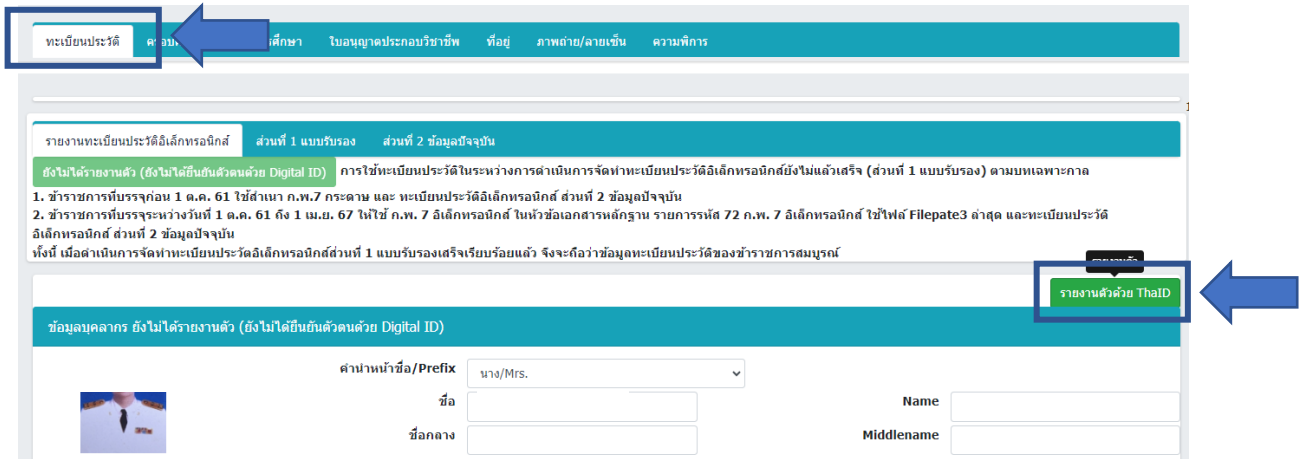 ทะเบียนประวัติ ใบอนุญาตประกอบวิชาชีพ ที่อยู่ ภาพถ่าย/ลายเซ็น ความพิการ
รายงานทะเบียนประวัติอิเล็กทรอนิกส์ ส่วนที่ 1 แบบรับรอง ส่วนที่ 2 ข้อมูลปัจจุบัน
ยังไม่ได้รายงานตัว (ยังไม่ได้ยืนยันตัวตนด้วย Digital ID) การใช้ทะเบียนประวัติในระหว่างการดำเนินการจัดทำทะเบียนประวัติอิเล็กทรอนิกส์ยังไม่แล้วเสร็จ (ส่วนที่ 1 แบบรับรอง) ตามบทเฉพาะกาล
1. ข้าราชการที่บรรจุก่อน 1 ต.ค. 61 ใช้สำเนา ก.พ.7 กระดาษ และ ทะเบียนประวัติอิเล็กทรอนิกส์ ส่วนที่ 2 ข้อมูลปัจจุบัน
2. ข้าราชการที่บรรจุระหว่างวันที่ 1 ต.ค. 61 ถึง 1 เม.ย. 67 ให้ใช้ ก.พ. 7 อิเล็กทรอนิกส์ ในหัวข้อเอกสารหลักฐาน รายการรหัส 72 ก.พ. 7 อิเล็กทรอนิกส์ ใช้ไฟล์ Filepate3 ล่าสุด และทะเบียนประวัติ
อิเล็กทรอนิกส์ ส่วนที่ 2 ข้อมูลปัจจุบัน
ทั้งนี้ เมื่อดำเนินการจัดทำทะเบียนประวัตอิเล็กทรอนิกส์ส่วนที่ 1 แบบรับรองเสร็จเรียบร้อยแล้ว จึงจะถือว่าข้อมูลทะเบียนประวัติของข้าราชการสมบูรณ์
รายงานตัวด้วย ThaID
ข้อมูลบุคลากร ยังไม่ได้รายงานตัว (ยังไม่ได้ยืนยันตัวตนด้วย Digital ID)
คำนำหน้าชื่อ/Prefix นาง/Mrs.
ชื่อ Name
ชื่อกลาง Middlename